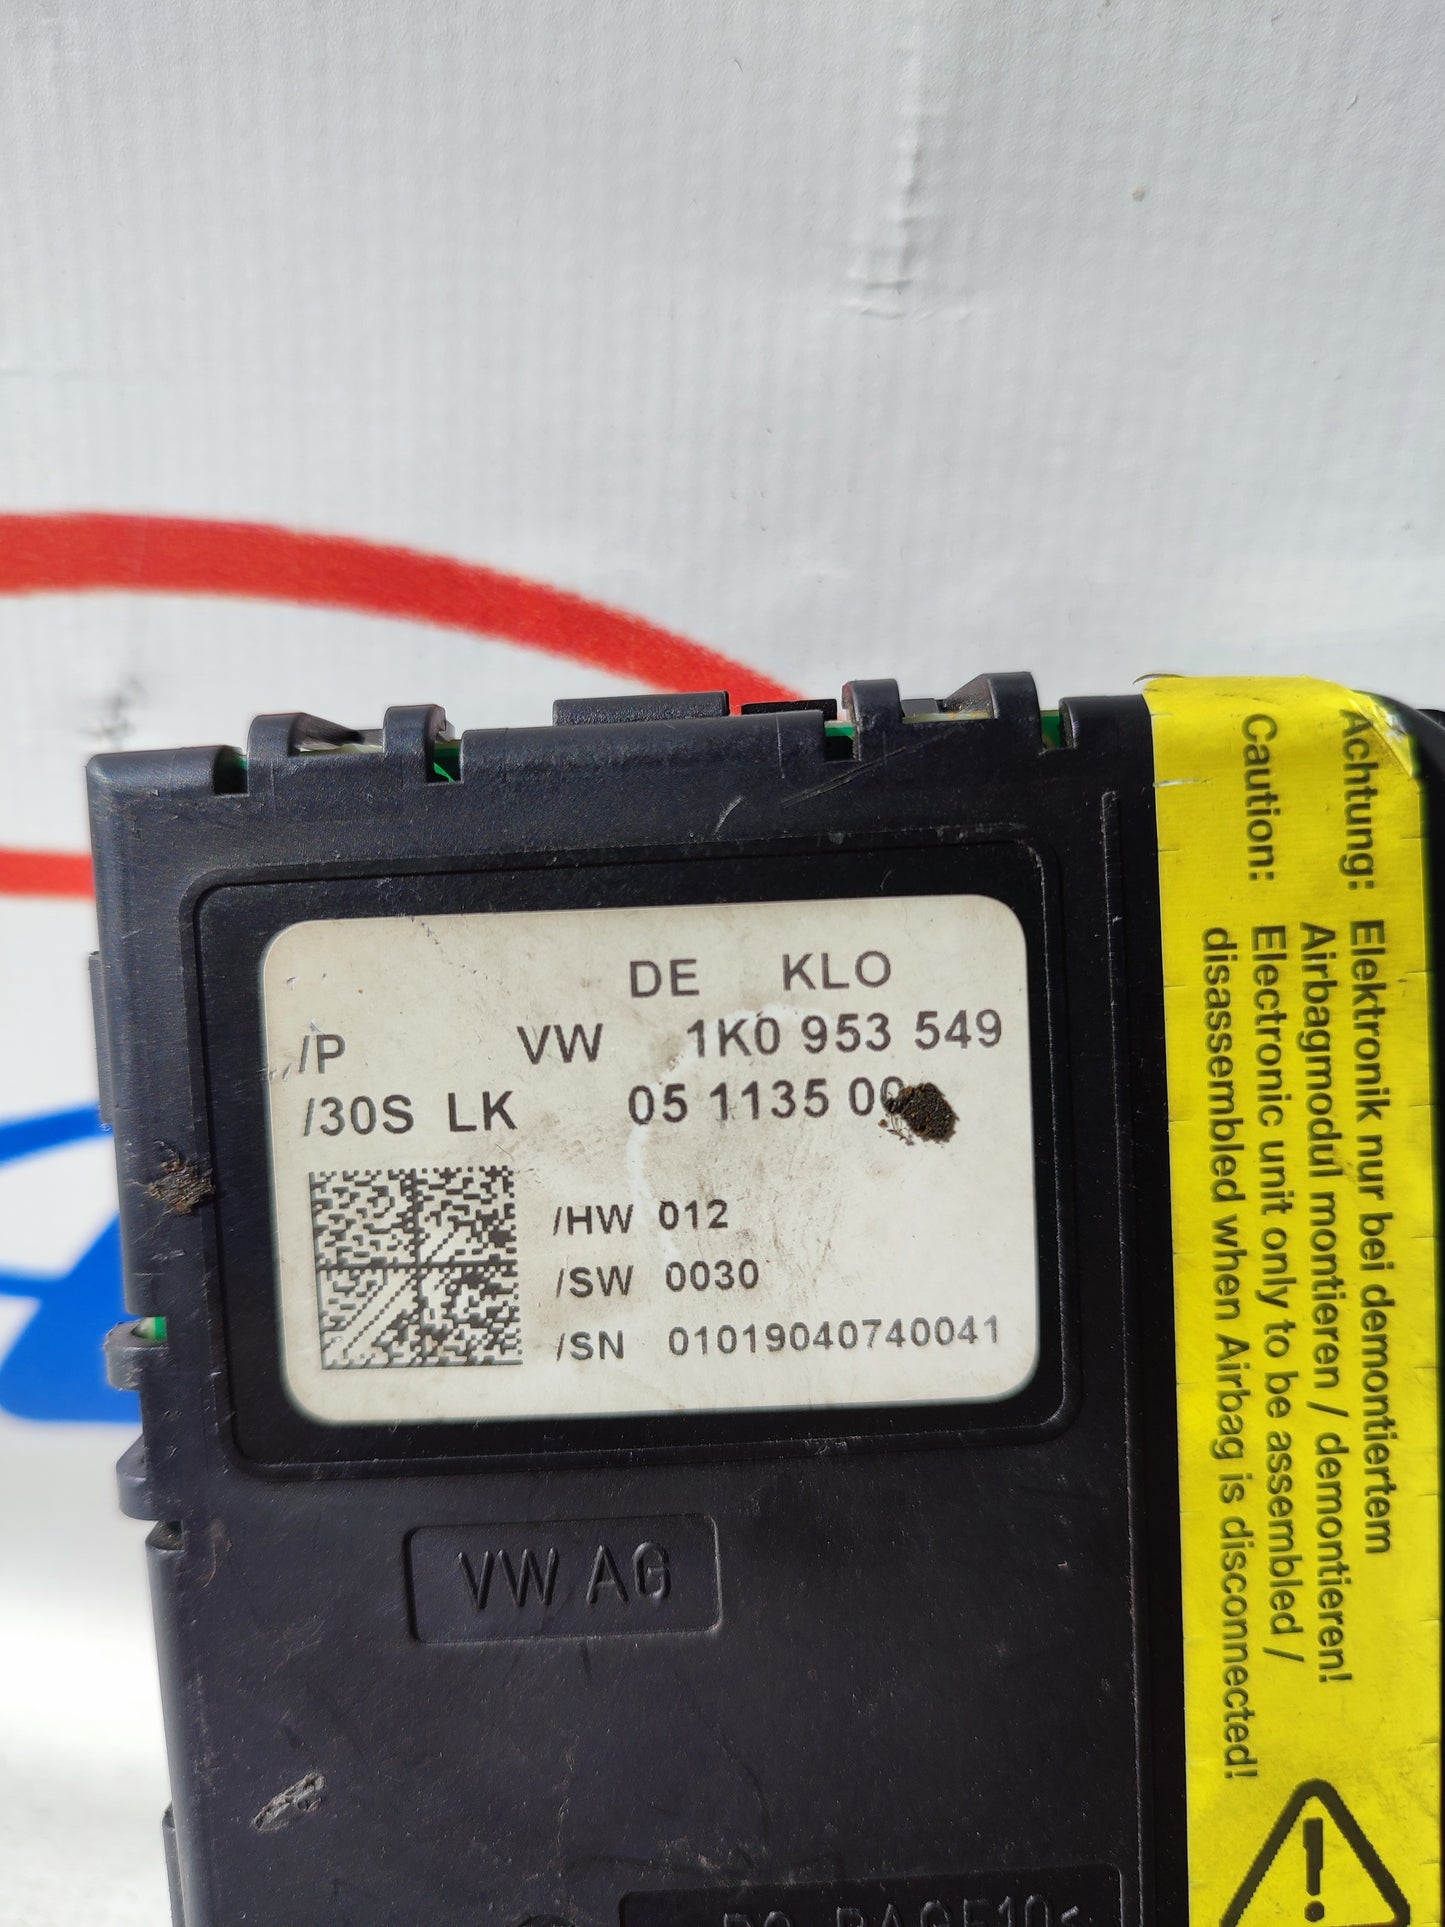 DE KLO
/P VW 1K0 953 549
/30S LK 05 1135 00
/HW 012
/SW 0030
/SN 01019040740041
VW AG
Achtung: Elektronik nur bei demontiertem
Airbagmodul montieren / demontieren!
Caution: Electronic unit only to be assembled /
disassembled when Airbag is disconnected!